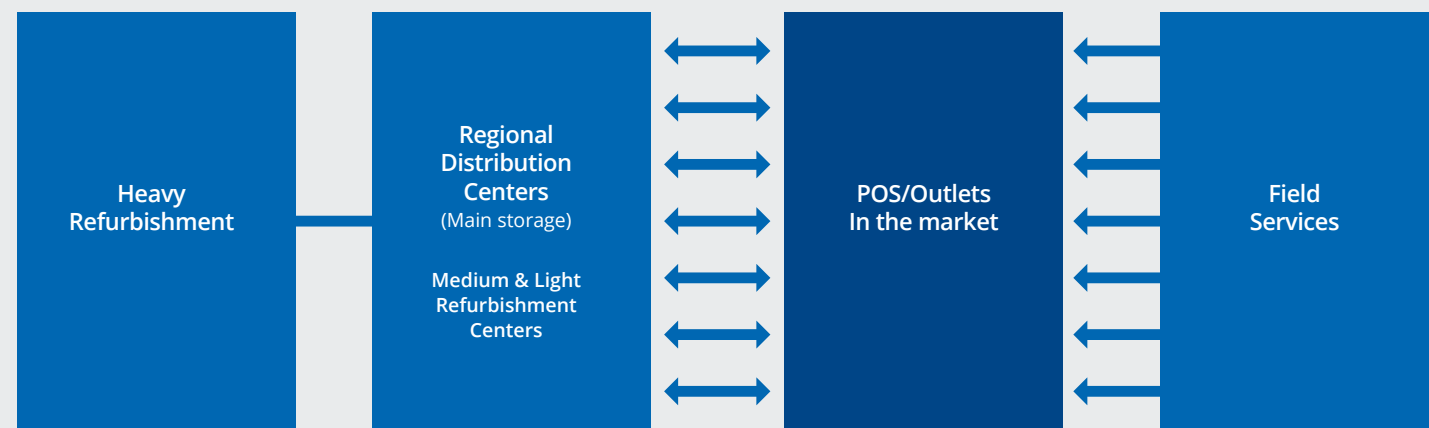 Heavy
Refurbishment
Regional
Distribution
Centers
(Main storage)
Medium & Light
Refurbishment
Centers
POS/Outlets
In the market
Field
Services